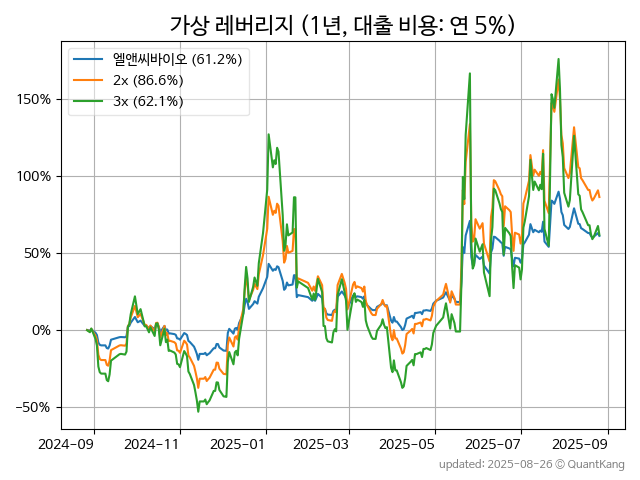 가상 레버리지 (1년, 대출 비용: 연 5%)
엘앤씨바이오 (61.2%)
2x (86.6%)
3x (62.1%)
150%
100%
50%
0%
−50%
2024-09 2024-11 2025-01 2025-03 2025-05 2025-07 2025-09
updated: 2025-08-26 © QuantKang